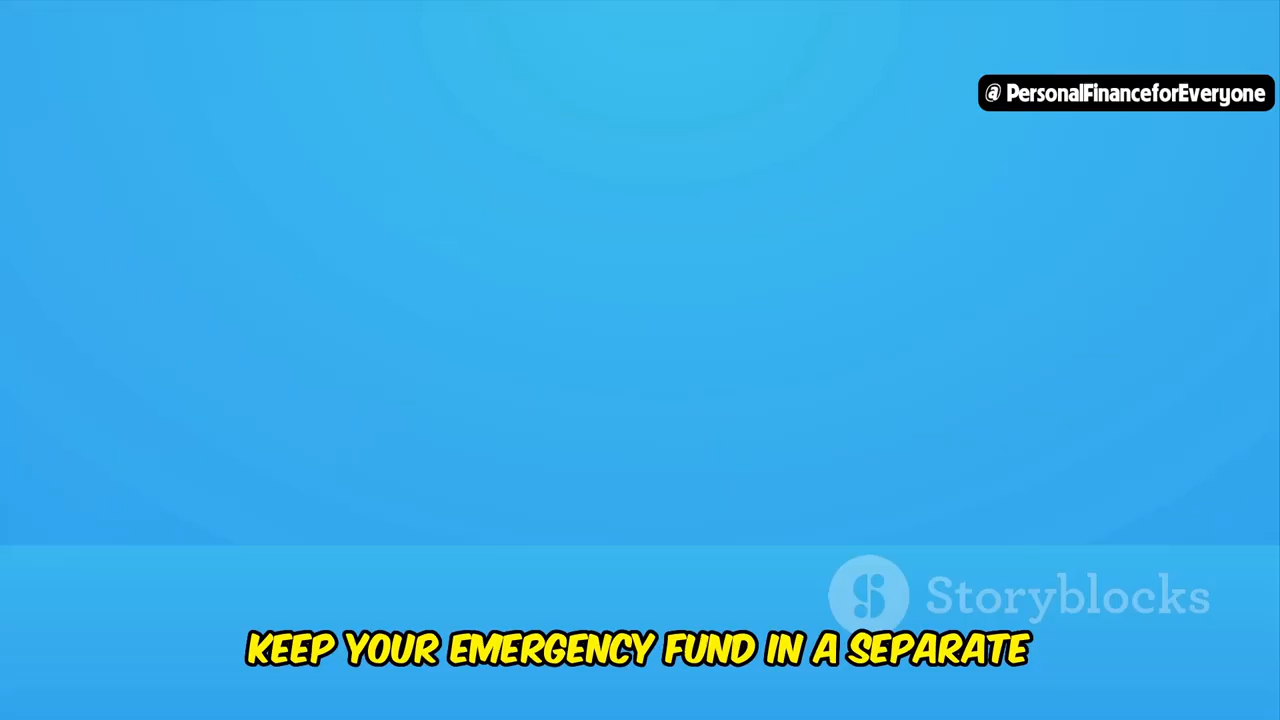 @ PersonalFinanceforEveryone
Storyblocks
KEEP YOUR EMERGENCY FUND IN A SEPARATE